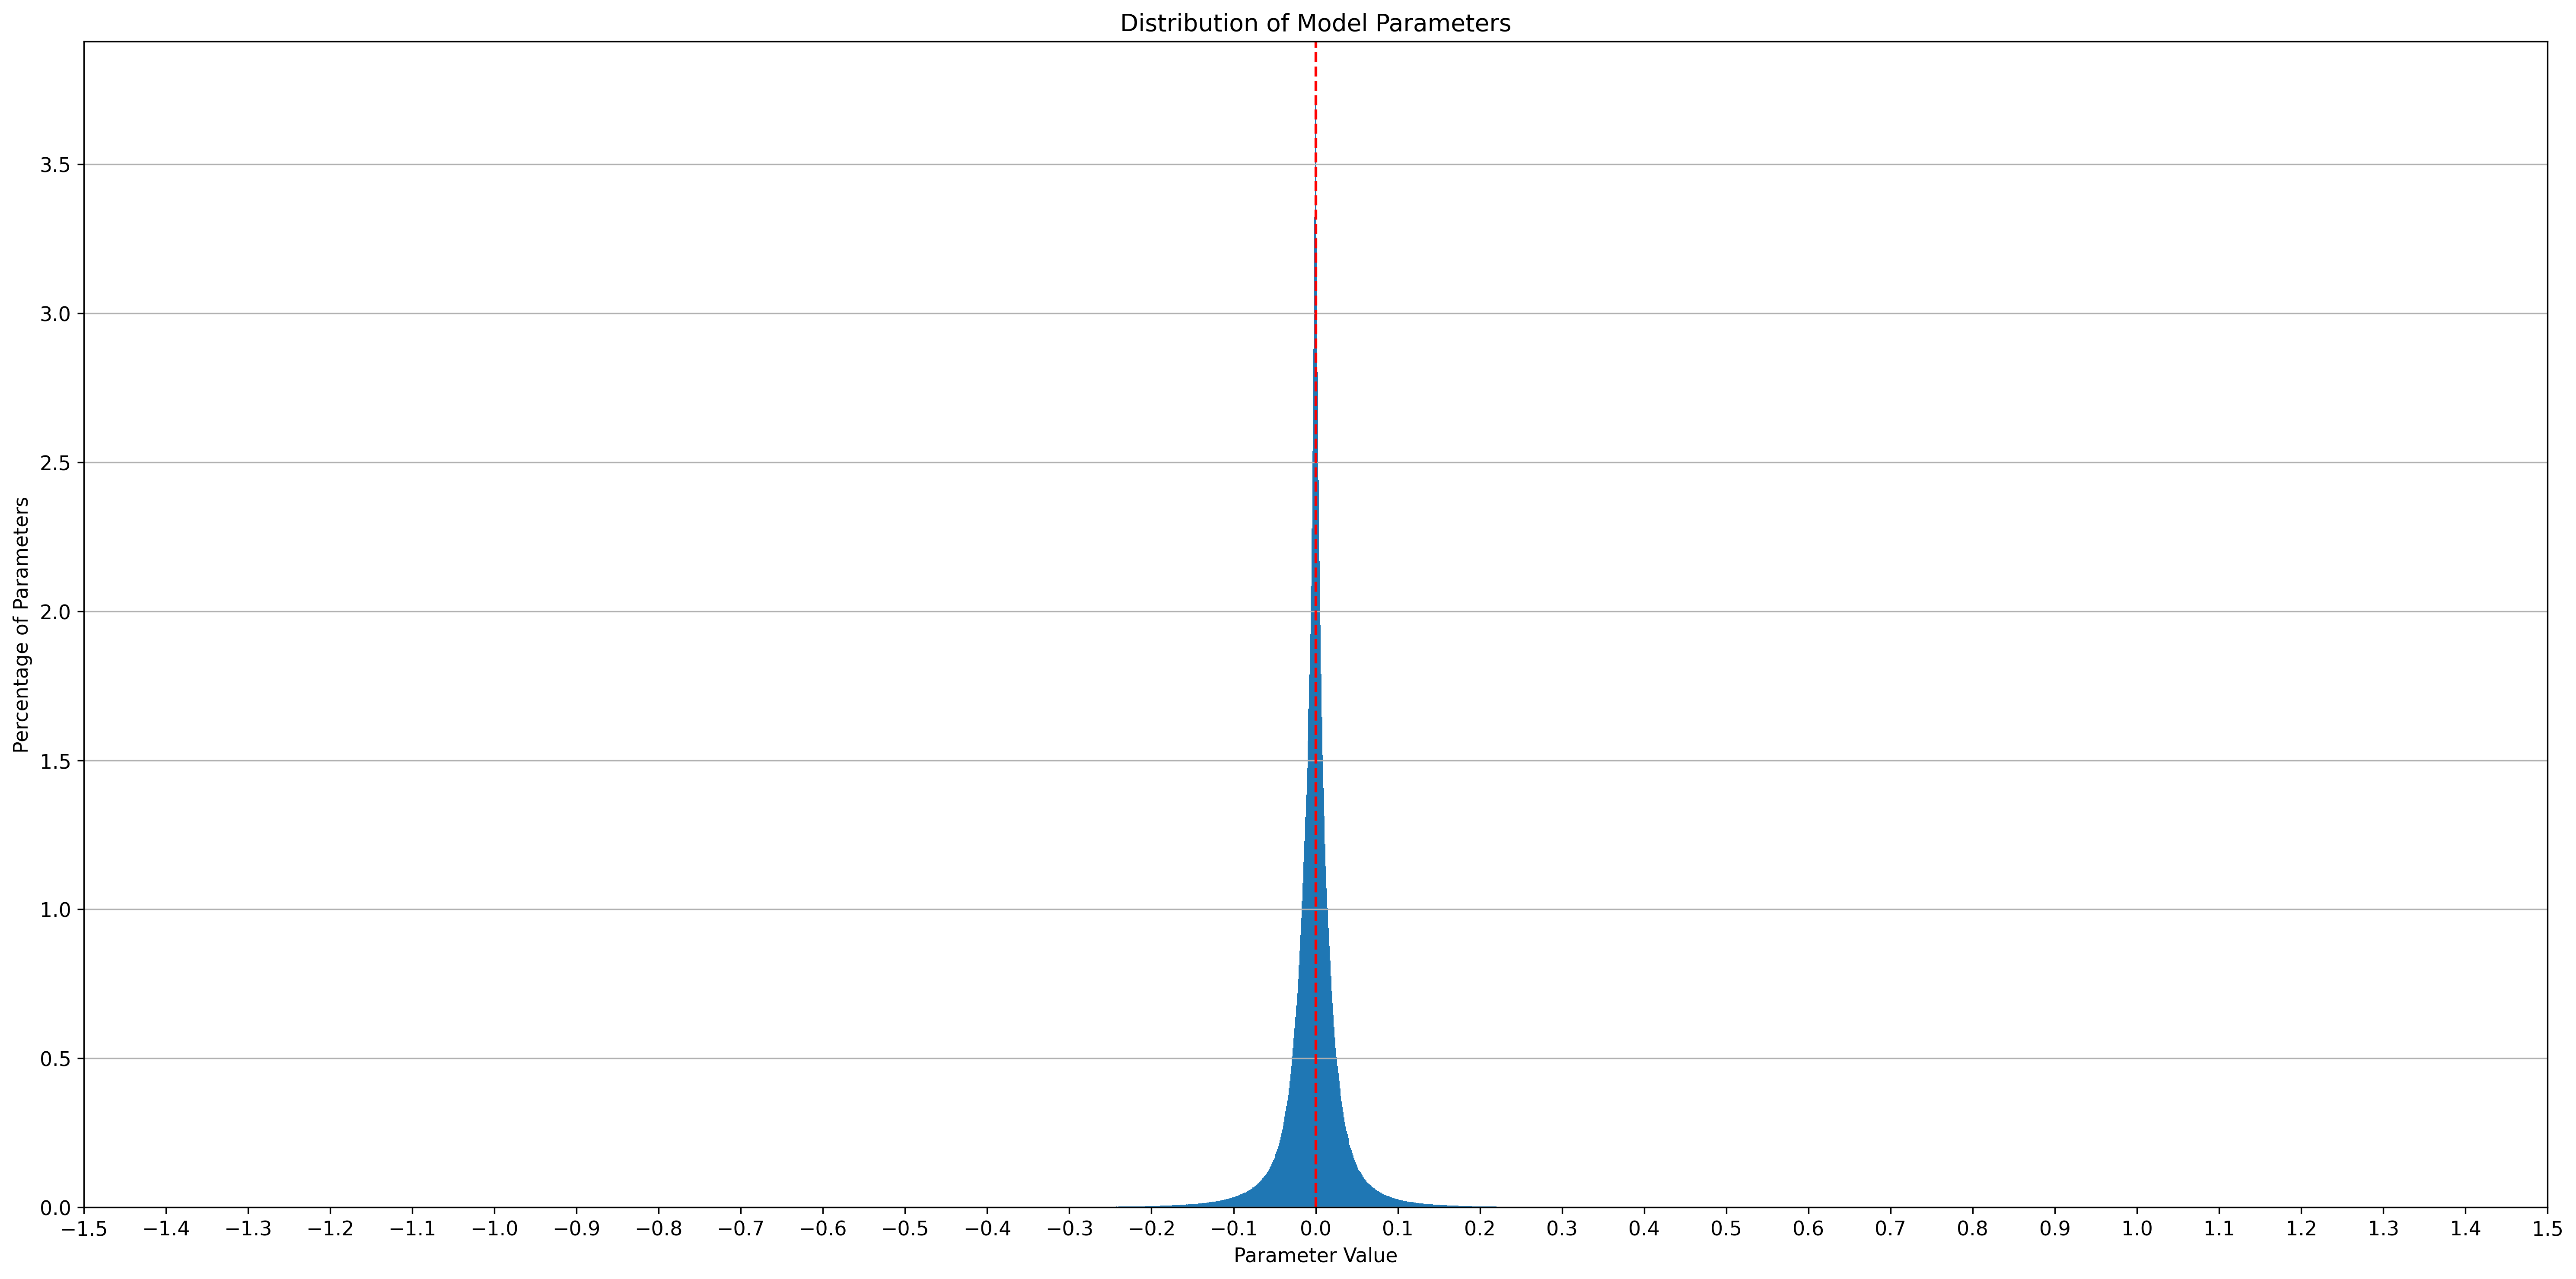 Distribution of Model Parameters
Percentage of Parameters
3.5
3.0
2.5
2.0
1.5
1.0
0.5
0.0
−1.5 −1.4 −1.3 −1.2 −1.1 −1.0 −0.9 −0.8 −0.7 −0.6 −0.5 −0.4 −0.3 −0.2 −0.1 0.0 0.1 0.2 0.3 0.4 0.5 0.6 0.7 0.8 0.9 1.0 1.1 1.2 1.3 1.4 1.5
Parameter Value